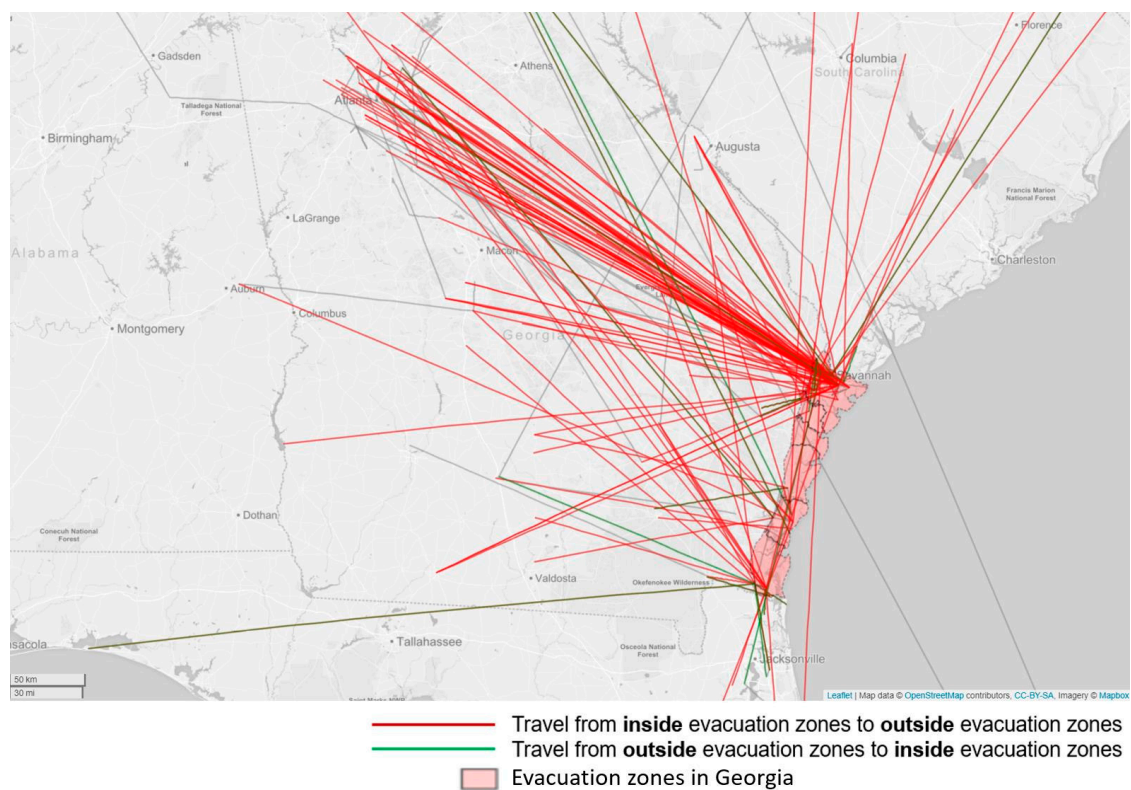 Florence
Gadsden
Columbia
South Carolina
Athens
Atlanta
Talladega National
Forest
Birmingham
Augusta
Francis Marion
National Forest
LaGrange
Macon
Alabama
Charleston
Auburn
Columbus
Montgomery
Georgia
Savannah
Dothan
Conecuh National
Forest
Valdosta
Okefenokee Wilderness
Tallahassee
sacola
Osceola National
Forest
Jacksonville
50 km
30 mi
Leaflet | Map data © OpenStreetMap contributors, CC-BY-SA, Imagery © Mapbox
Travel from inside evacuation zones to outside evacuation zones
Travel from outside evacuation zones to inside evacuation zones
Evacuation zones in Georgia